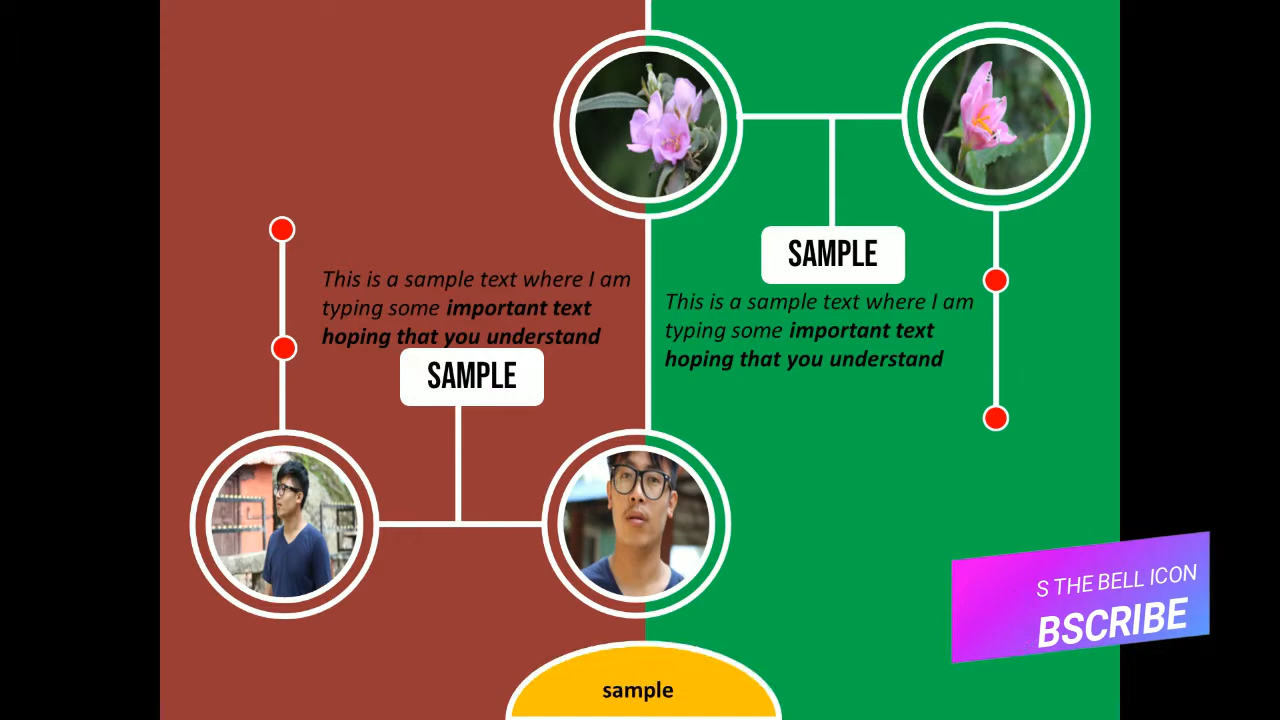 This is a sample text where I am
typing some important text
hoping that you understand
SAMPLE
SAMPLE
This is a sample text where I am
typing some important text
hoping that you understand
S THE BELL ICON
BSCRIBE
sample